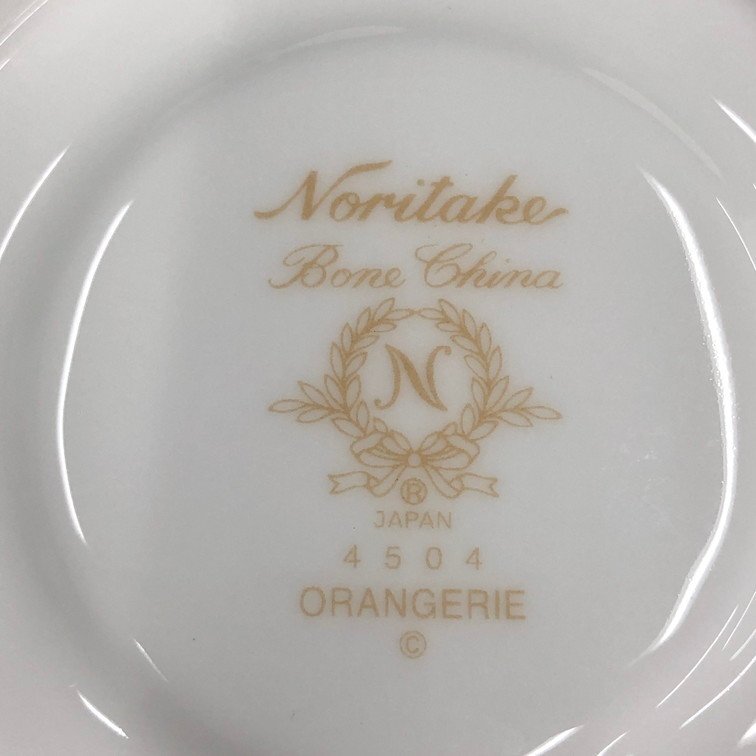 Noritake
Bone China
N
®
JAPAN
4504
ORANGERIE
©